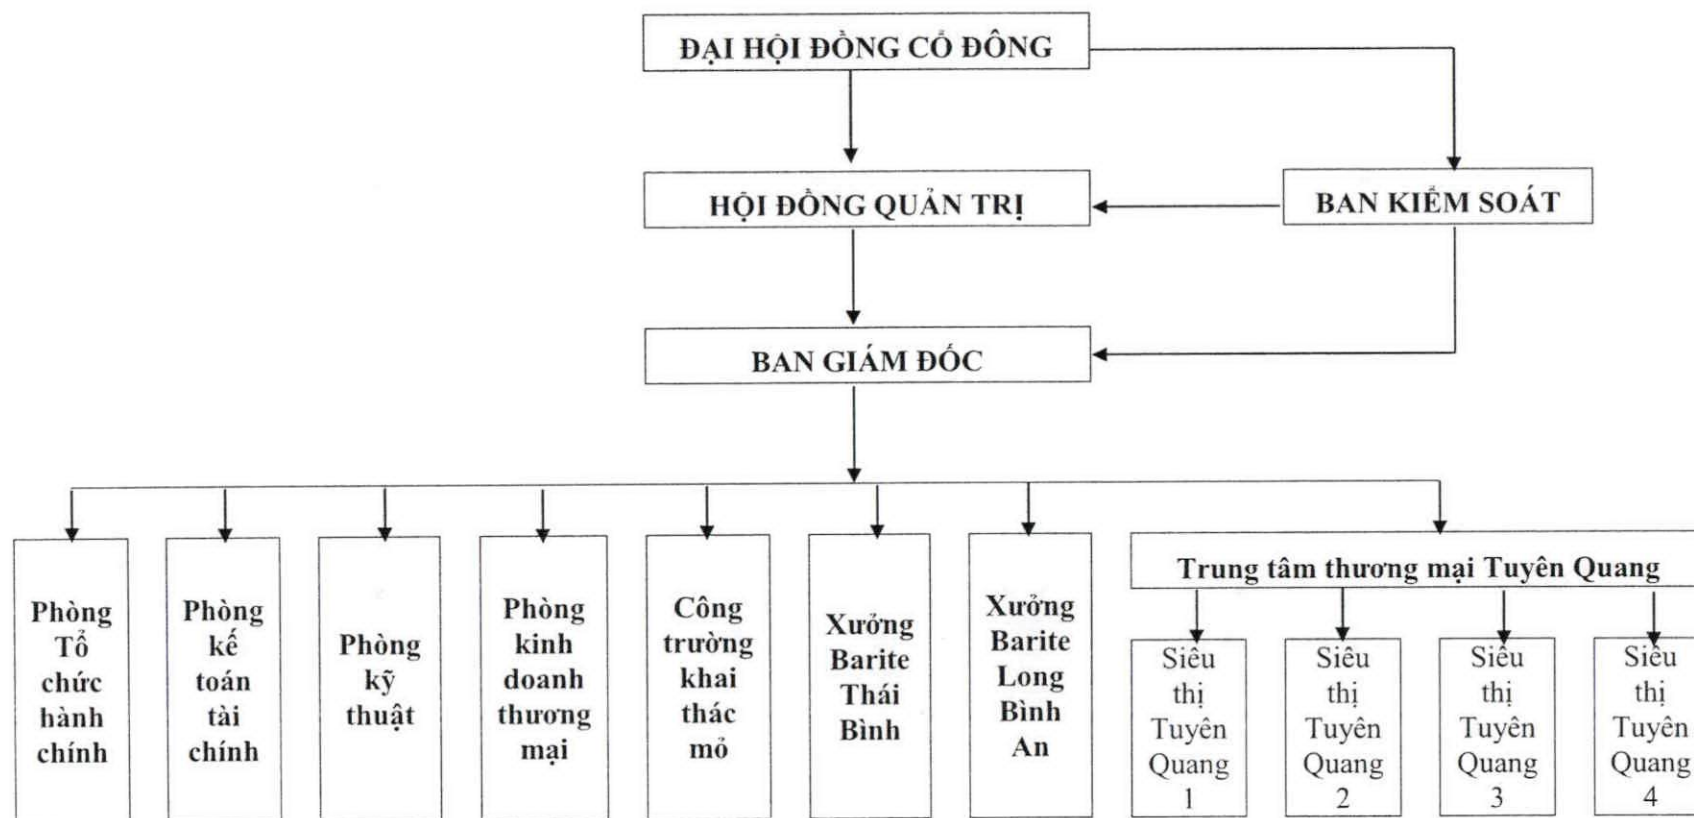 ĐẠI HỘI ĐỒNG CỔ ĐÔNG
HỘI ĐỒNG QUẢN TRỊ
BAN KIỂM SOÁT
BAN GIÁM ĐỐC
Phòng
Tổ
chức
hành
chính
Phòng
kế
toán
tài
chính
Phòng
kỹ
thuật
Phòng
kinh
doanh
thương
mại
Công
trường
khai
thác
mỏ
Xưởng
Barite
Thái
Bình
Xưởng
Barite
Long
Bình
An
Trung tâm thương mại Tuyên Quang
Siêu
thị
Tuyên
Quang
1
Siêu
thị
Tuyên
Quang
2
Siêu
thị
Tuyên
Quang
3
Siêu
thị
Tuyên
Quang
4